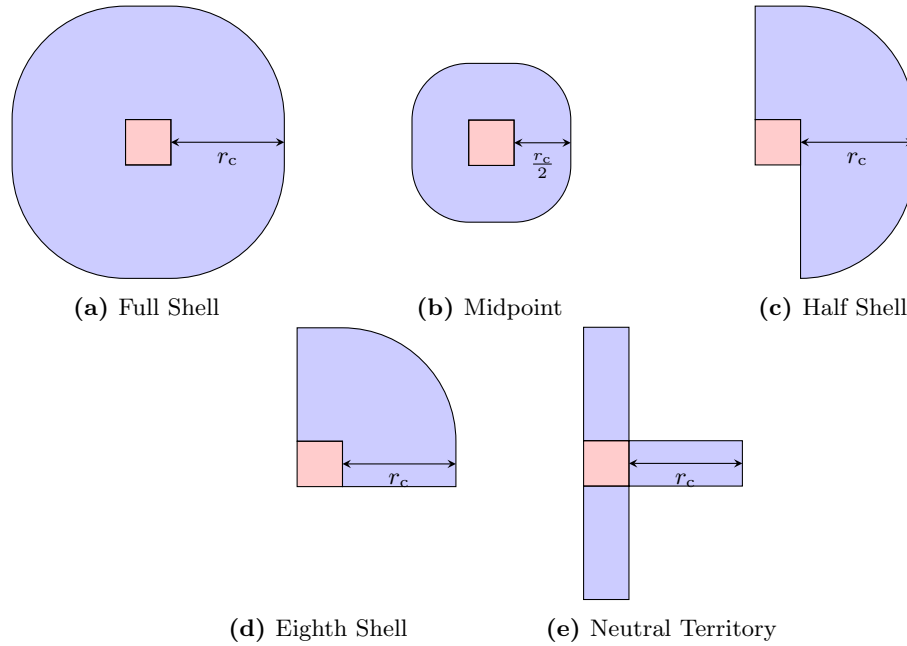 r_c
r_c/2
r_c
(a) Full Shell
(b) Midpoint
(c) Half Shell
r_c
r_c
(d) Eighth Shell
(e) Neutral Territory